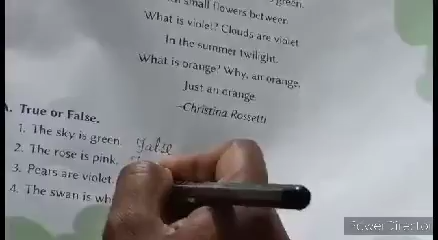 small flowers between.
What is violet? Clouds are violet
In the summer twilight.
What is orange? Why, an orange,
Just an orange.
-Christina Rossetti
A. True or False.
1. The sky is green. False
2. The rose is pink.
3. Pears are violet.
4. The swan is wh
Power Director